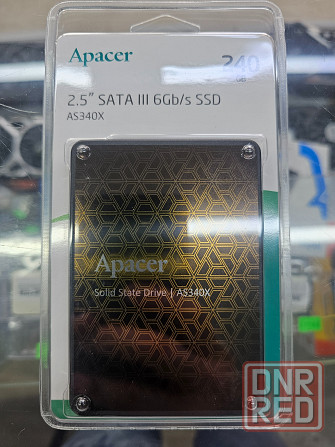 Apacer
240
2.5” SATA III 6Gb/s SSD
AS340X
Apacer
Solid State Drive | AS340X
DNR
RED